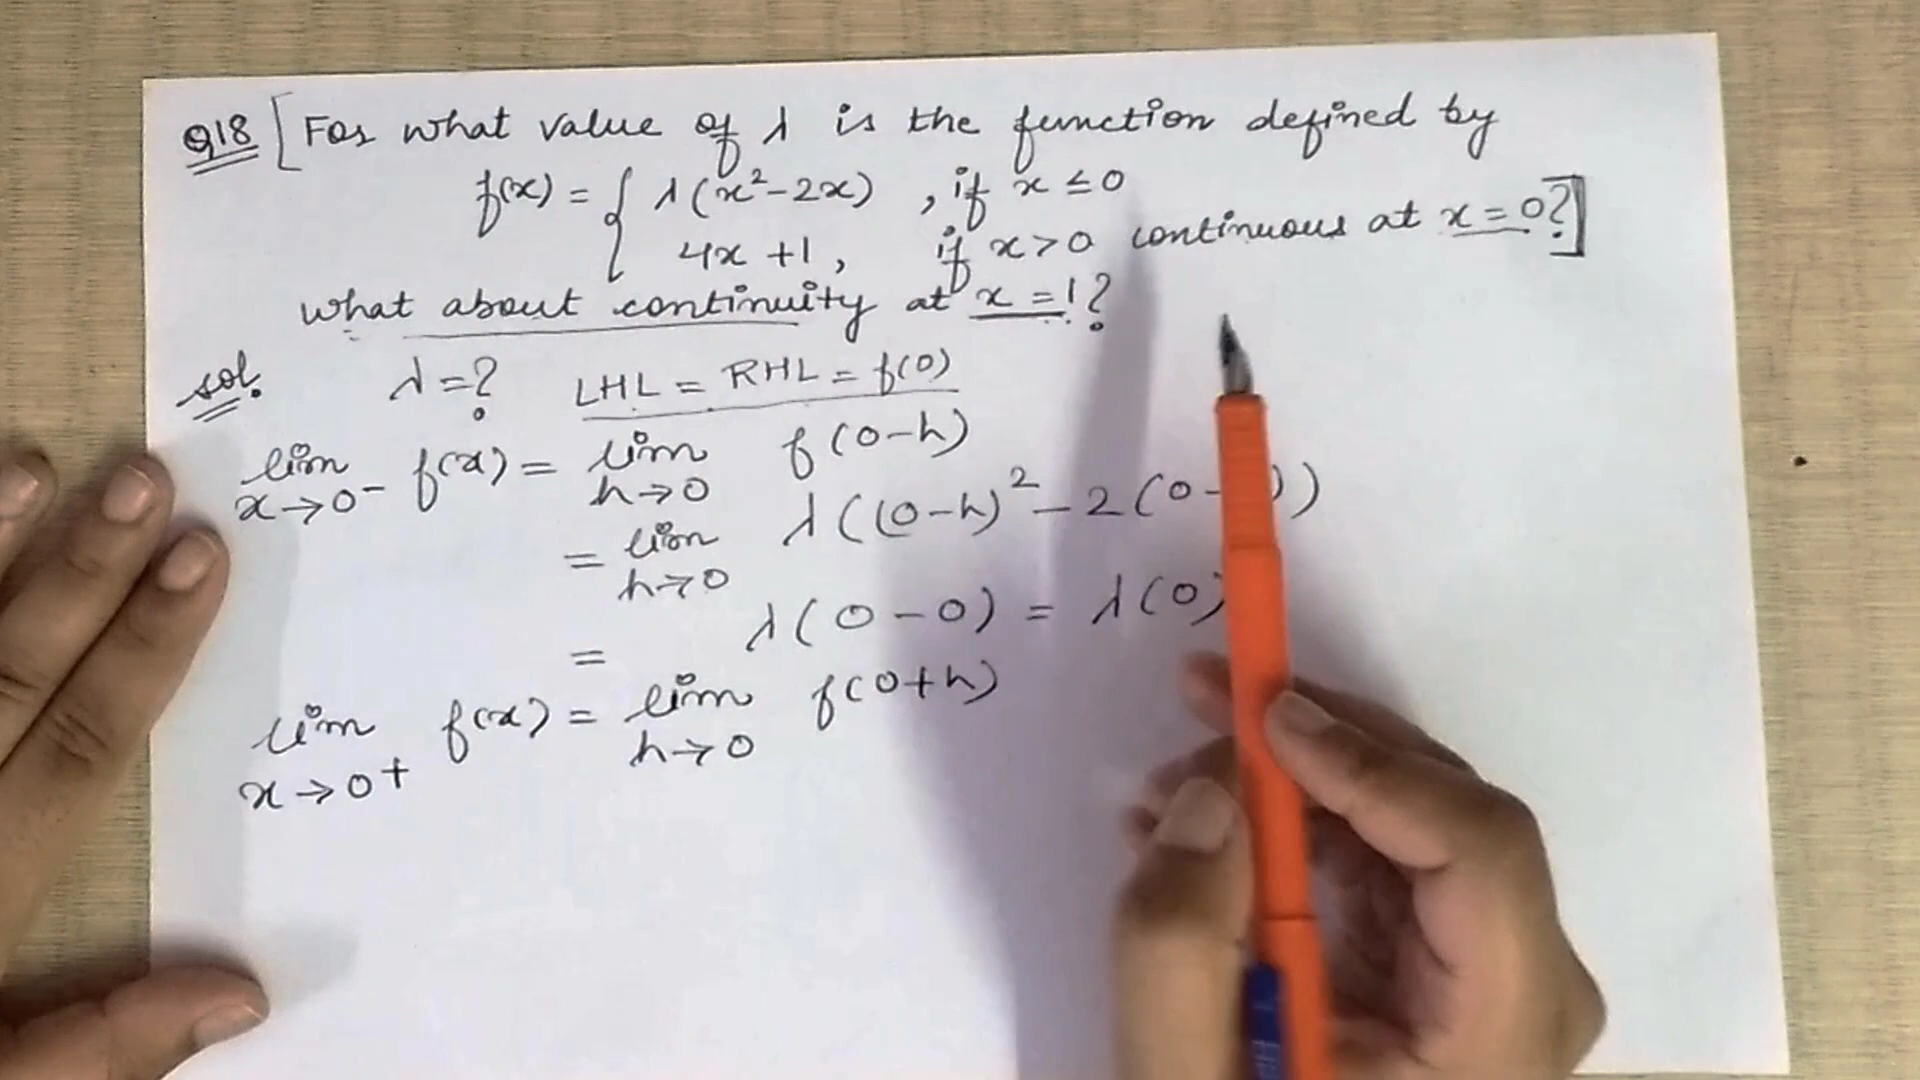 Q18 [For what value of λ is the function defined by
f(x) = { λ(x²-2x) , if x ≤ 0
4x +1 , if x > 0 continuous at x = 0?]
What about continuity at x = 1?
sol. λ = ? LHL = RHL = f(0)
lim x→0⁻ f(x) = lim h→0 f(0-h)
= lim h→0 λ((0-h)² - 2(0- ))
= λ(0-0) = λ(0)
lim x→0+ f(x) = lim h→0 f(0+h)